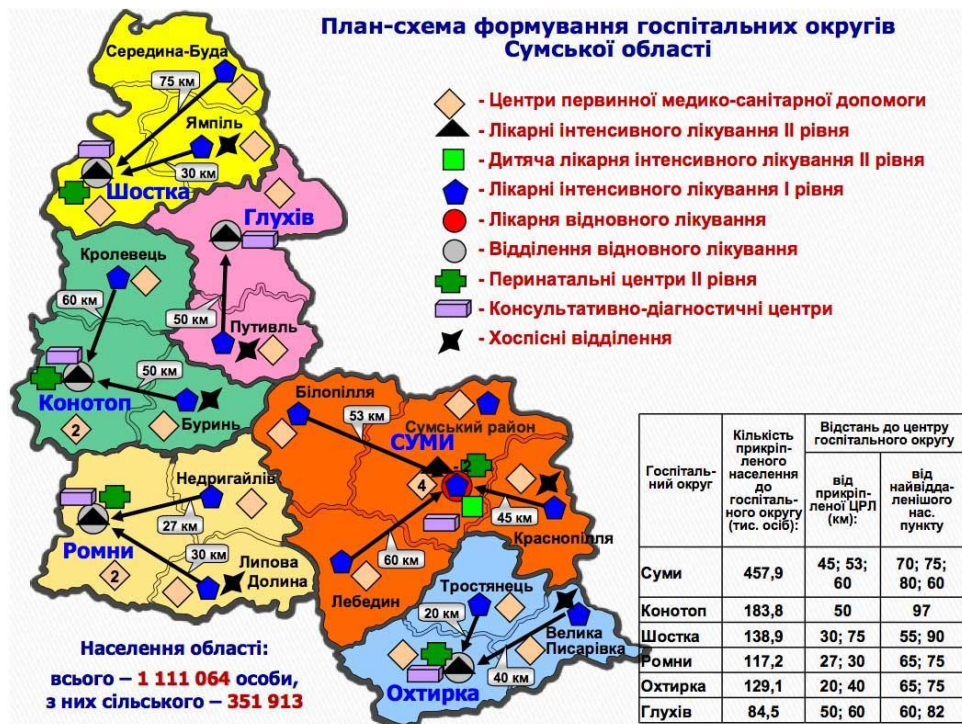 План-схема формування госпітальних округів
Сумської області
- Центри первинної медико-санітарної допомоги
- Лікарні інтенсивного лікування ІІ рівня
- Дитяча лікарня інтенсивного лікування ІІ рівня
- Лікарні інтенсивного лікування І рівня
- Лікарня відновного лікування
- Відділення відновного лікування
- Перинатальні центри ІІ рівня
- Консультативно-діагностичні центри
- Хоспісні відділення
Середина-Буда
75 км
Ямпіль
30 км
Шостка
Глухів
Кролевець
60 км
50 км
Путивль
50 км
Конотоп
Буринь
2
Білопілля
53 км
Сумський район
СУМИ
- 2
4
45 км
Краснопілля
60 км
Лебедин
Недригайлів
27 км
Ромни
30 км
Липова
Долина
2
Тростянець
20 км
Велика
Писарівка
40 км
Охтирка
Населення області:
всього – 1 111 064 особи,
з них сільського – 351 913
Госпіталь-
ний округ
Кількість
прикріп-
леного
населення
до
госпіталь-
ного округу
(тис. осіб):
Відстань до центру
госпітального округу
від
прикріп-
леної ЦРЛ
(км):
від
найвідда-
ленішого
нас.
пункту
Суми 457,9 45; 53; 60 70; 75; 80; 60
Конотоп 183,8 50 97
Шостка 138,9 30; 75 55; 90
Ромни 117,2 27; 30 65; 75
Охтирка 129,1 20; 40 65; 75
Глухів 84,5 50; 60 60; 82